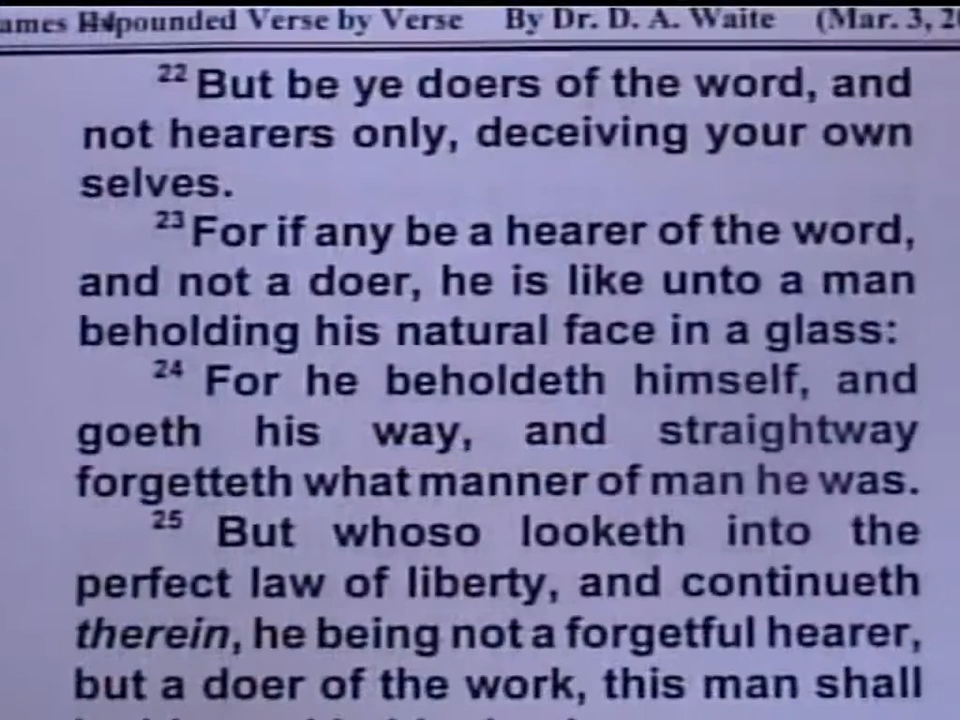 Verse by Verse By Dr. D. A. Waite (Mar. 3,
22 But be ye doers of the word, and
not hearers only, deceiving your own
selves.
23 For if any be a hearer of the word,
and not a doer, he is like unto a man
beholding his natural face in a glass:
24 For he beholdeth himself, and
goeth his way, and straightway
forgetteth what manner of man he was.
25 But whoso looketh into the
perfect law of liberty, and continueth
therein, he being not a forgetful hearer,
but a doer of the work, this man shall